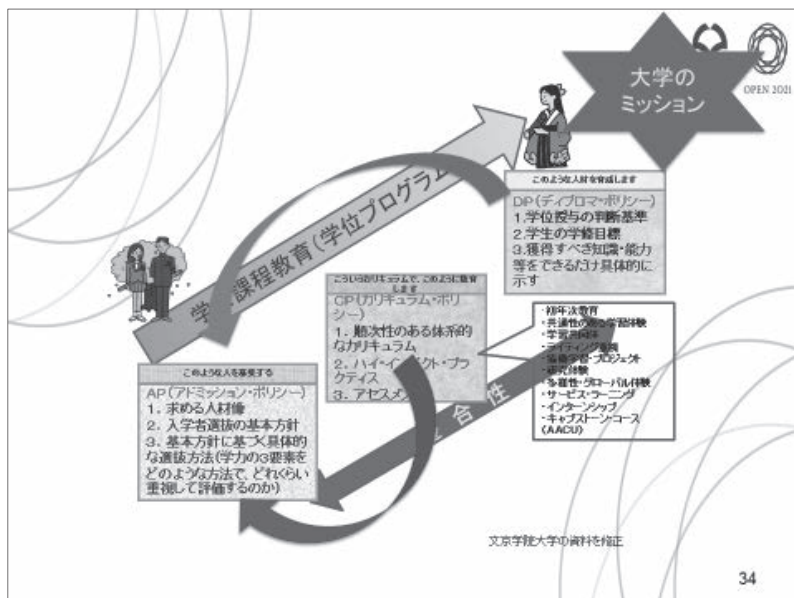 大学の
ミッション
OPEN 2021
このような人材を育成します
DP(ディプロマ・ポリシー)
1.学位授与の判断基準
2.学生の学修目標
3.獲得すべき知識・能力
等をできるだけ具体的に
示す
課程教育(学位プログラム
こういうカリキュラムで、このように教育
します
CP(カリキュラム・ポリ
シー)
1. 順次性のある体系的
なカリキュラム
2. ハイ・インパクト・プラ
クティス
3. アセスメン
・初年次教育
・共通性のある学習体験
・学習共同体
・ライティング重視
・協働学習・プロジェクト
・研究体験
・多様性・グローバル体験
・サービス・ラーニング
・インターンシップ
・キャプストーン・コース
(AACU)
このような人を募受する
AP(アドミッション・ポリシー)
1. 求める人材像
2. 入学者選抜の基本方針
3. 基本方針に基づく具体的
な選抜方法(学力の3要素を
どのような方法で、どれくらい
重視して評価するのか)
合性
文京学院大学の資料を修正
34